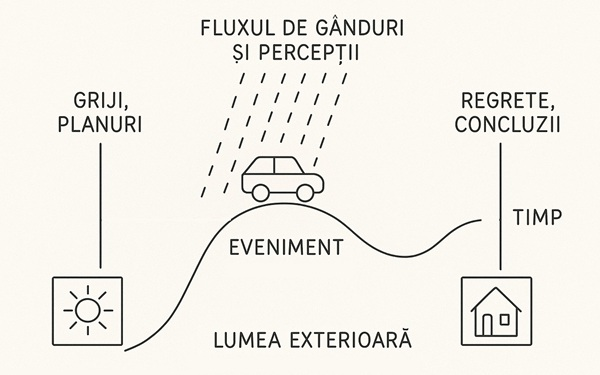 FLUXUL DE GÂNDURI
ȘI PERCEPȚII
GRIJI,
PLANURI
REGRETE,
CONCLUZII
TIMP
EVENIMENT
LUMEA EXTERIOARĂ